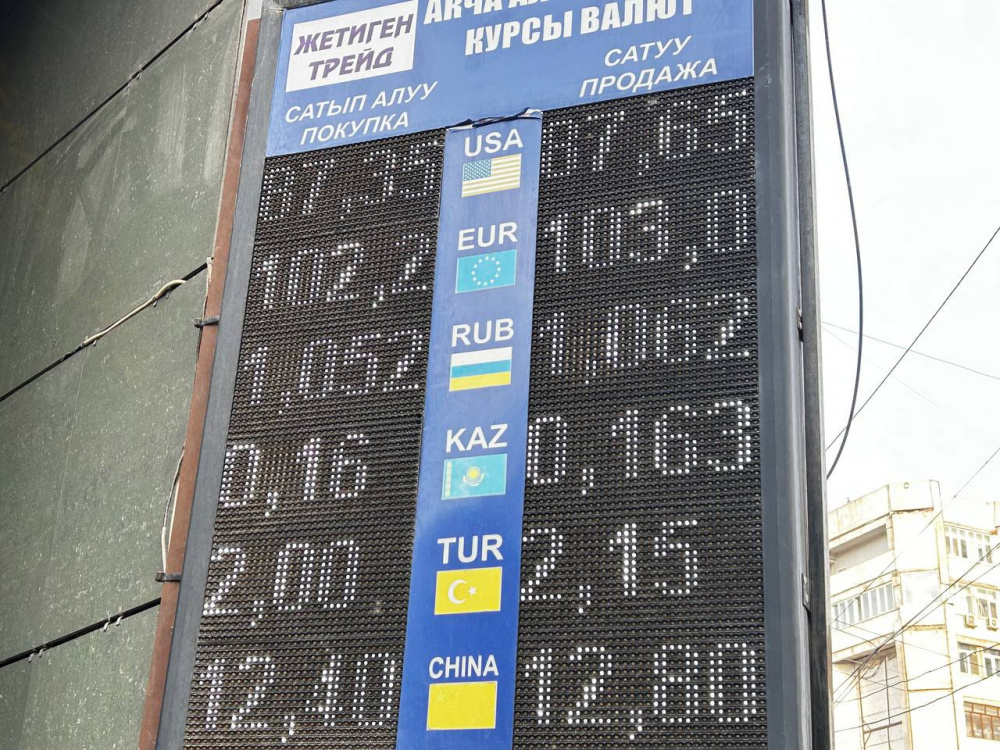 ЖЕТИГЕН
ТРЕЙД
АКЧА
КУРСЫ ВАЛЮТ
САТЫП АЛУУ
ПОКУПКА
САТУУ
ПРОДАЖА
USA
EUR
102,2
103,0
RUB
1,052
1,062
KAZ
0,16
0,163
TUR
2,00
2,15
CHINA
12,40
12,80